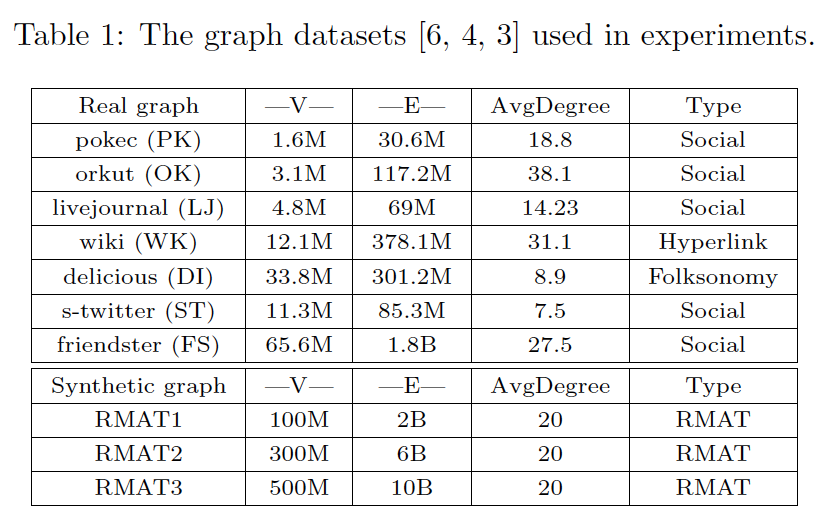 Table 1: The graph datasets [6, 4, 3] used in experiments.
Real graph —V— —E— AvgDegree Type
pokec (PK) 1.6M 30.6M 18.8 Social
orkut (OK) 3.1M 117.2M 38.1 Social
livejournal (LJ) 4.8M 69M 14.23 Social
wiki (WK) 12.1M 378.1M 31.1 Hyperlink
delicious (DI) 33.8M 301.2M 8.9 Folksonomy
s-twitter (ST) 11.3M 85.3M 7.5 Social
friendster (FS) 65.6M 1.8B 27.5 Social
Synthetic graph —V— —E— AvgDegree Type
RMAT1 100M 2B 20 RMAT
RMAT2 300M 6B 20 RMAT
RMAT3 500M 10B 20 RMAT